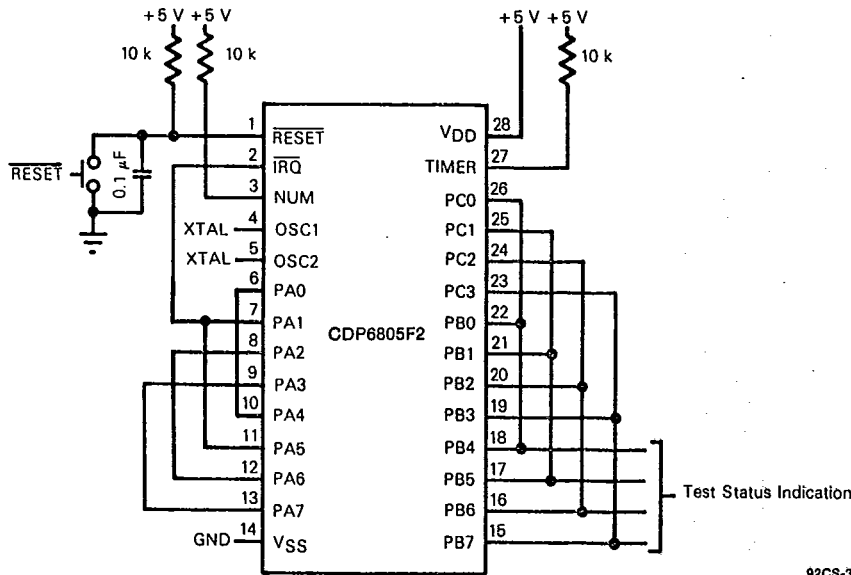 +5 V +5 V
10 k 10 k
+5 V +5 V
10 k
RESET
0.1 µF
1 RESET
2 IRQ
3 NUM
XTAL 4 OSC1
XTAL 5 OSC2
6 PA0
7 PA1
8 PA2
9 PA3
10 PA4
11 PA5
12 PA6
13 PA7
GND 14 VSS
CDP6805F2
VDD 28
TIMER 27
PC0 26
PC1 25
PC2 24
PC3 23
PB0 22
PB1 21
PB2 20
PB3 19
PB4 18
PB5 17
PB6 16
PB7 15
Test Status Indication